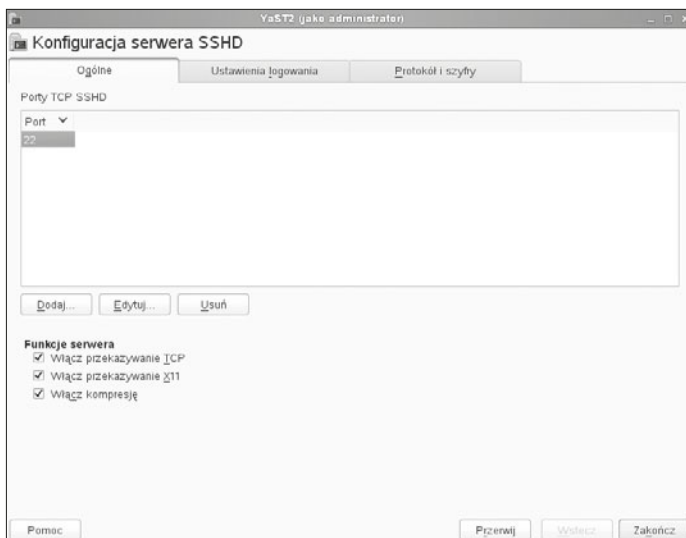 YaST2 (jako administrator)
Konfiguracja serwera SSHD
Ogólne
Ustawienia logowania
Protokół i szyfry
Porty TCP SSHD
Port
22
Dodaj...
Edytuj...
Usuń
Funkcje serwera
Włącz przekazywanie TCP
Włącz przekazywanie X11
Włącz kompresję
Pomoc
Przerwij
Wstecz
Zakończ